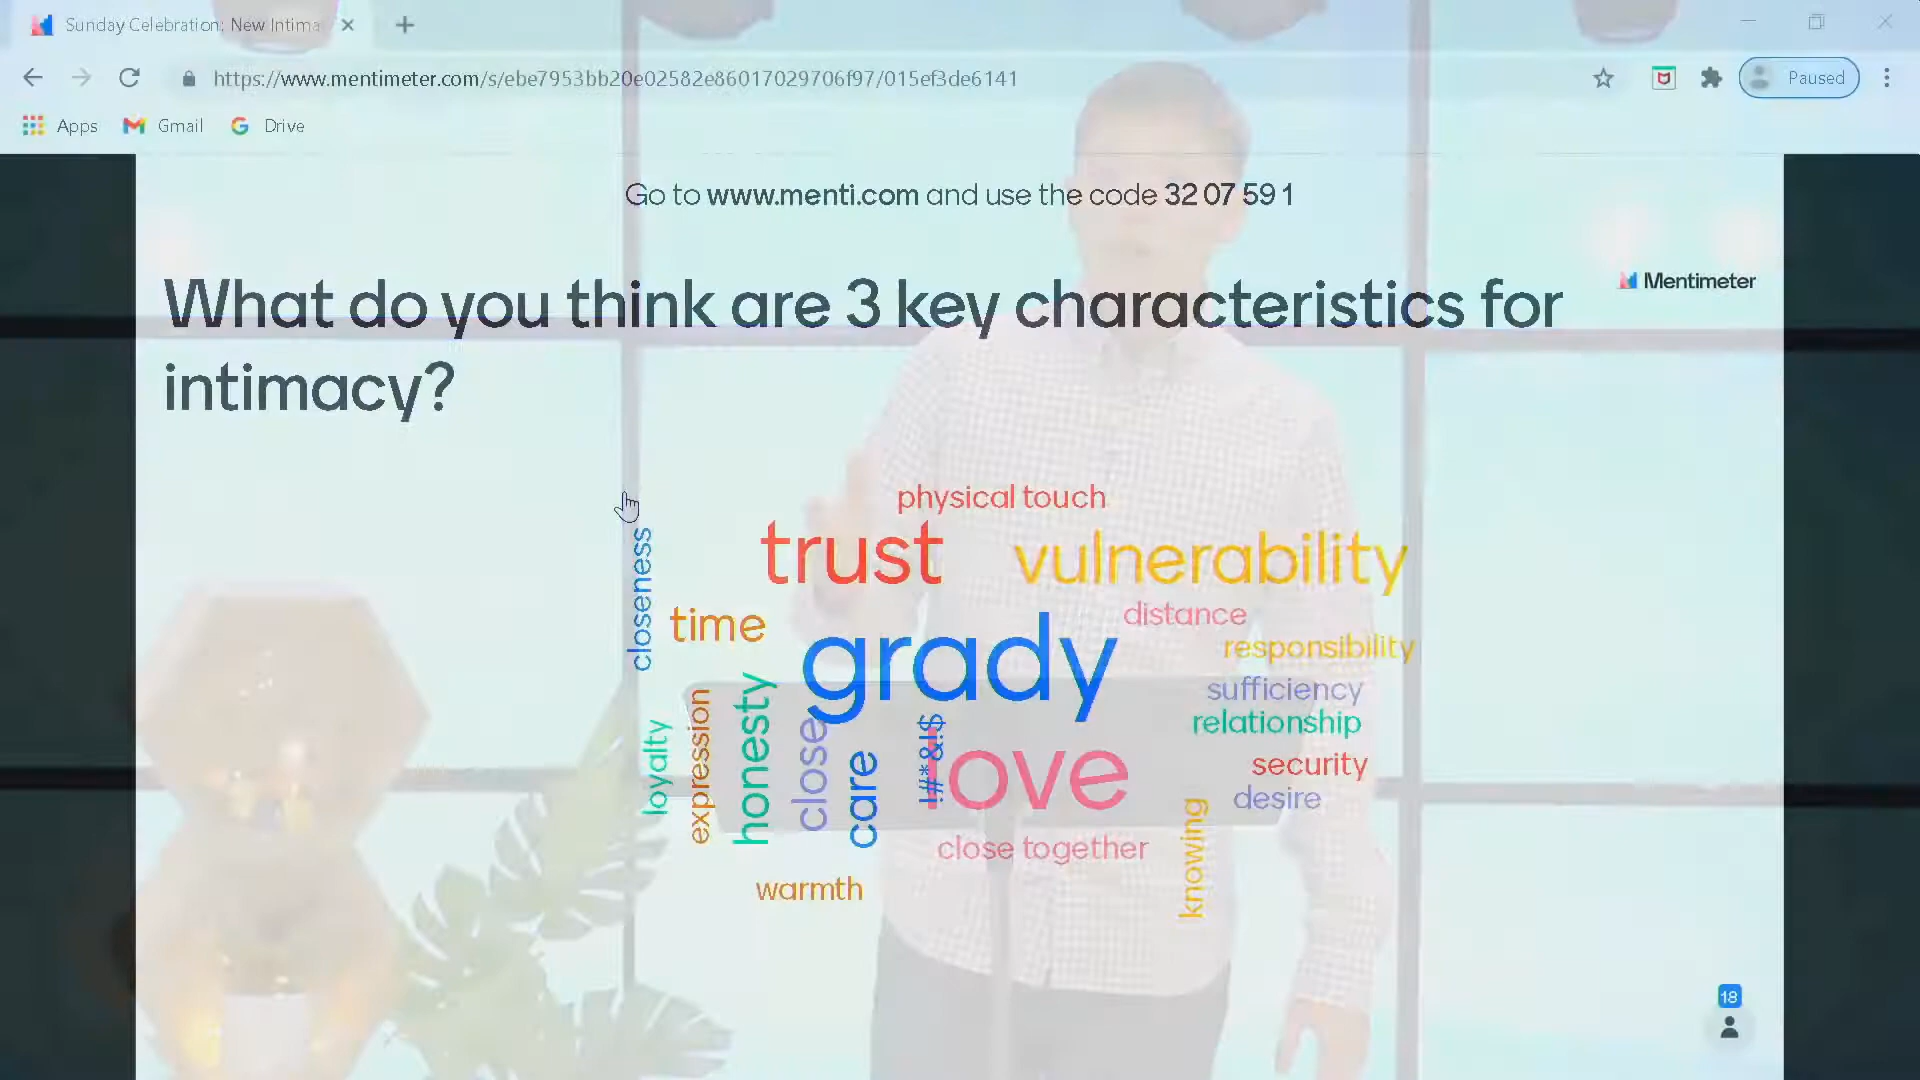 Sunday Celebration: New Intima
https://www.mentimeter.com/s/ebe7953bb20e02582e86017029706f97/015ef3de6141
Paused
Apps Gmail Drive
Go to www.menti.com and use the code 32 07 59 1
Mentimeter
What do you think are 3 key characteristics for
intimacy?
physical touch
trust
vulnerability
closeness
time
distance
grady
responsibility
sufficiency
relationship
loyalty
expression
honesty
close
care
$i&!#*#!
love
security
desire
close together
knowing
warmth
18